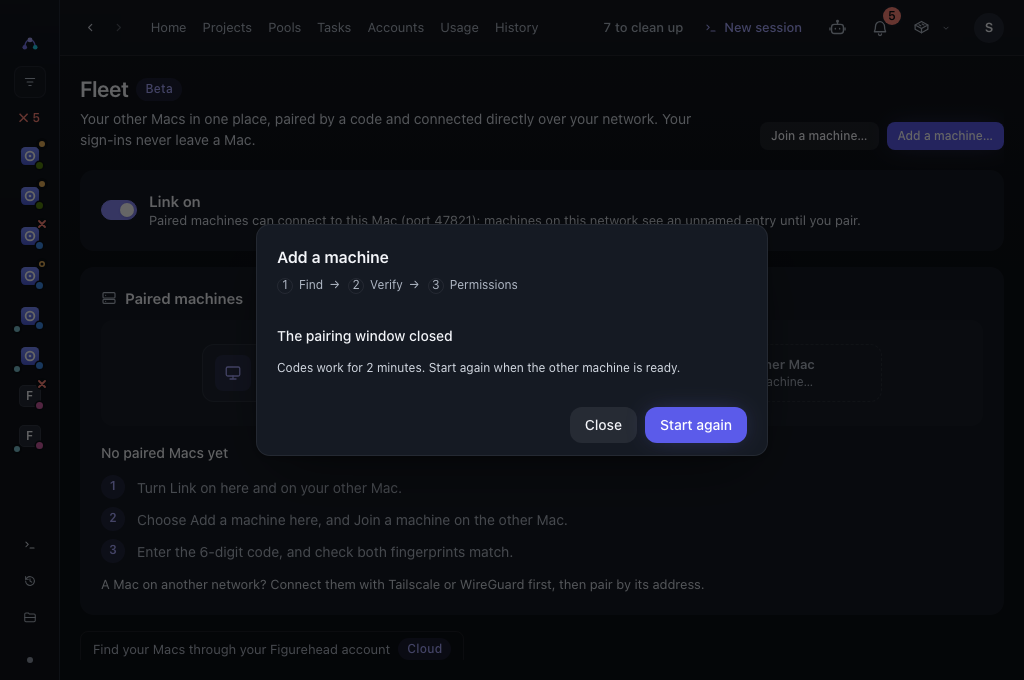 Home Projects Pools Tasks Accounts Usage History 7 to clean up New session 5 S
5
Fleet Beta
Your other Macs in one place, paired by a code and connected directly over your network. Your
sign-ins never leave a Mac.
Join a machine... Add a machine...
Link on
Paired machines can connect to this Mac (port 47821); machines on this network see an unnamed entry until you pair.
Add a machine
1 Find → 2 Verify → 3 Permissions
Paired machines
The pairing window closed
Codes work for 2 minutes. Start again when the other machine is ready.
Mac
Close Start again
F
F
No paired Macs yet
1 Turn Link on here and on your other Mac.
2 Choose Add a machine here, and Join a machine on the other Mac.
3 Enter the 6-digit code, and check both fingerprints match.
A Mac on another network? Connect them with Tailscale or WireGuard first, then pair by its address.
Find your Macs through your Figurehead account Cloud